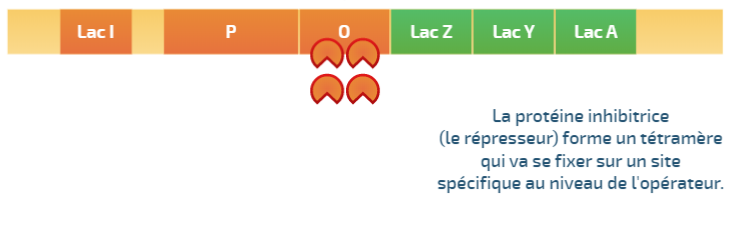 Lac I P O Lac Z Lac Y Lac A
La protéine inhibitrice
(le répresseur) forme un tétramère
qui va se fixer sur un site
spécifique au niveau de l'opérateur.